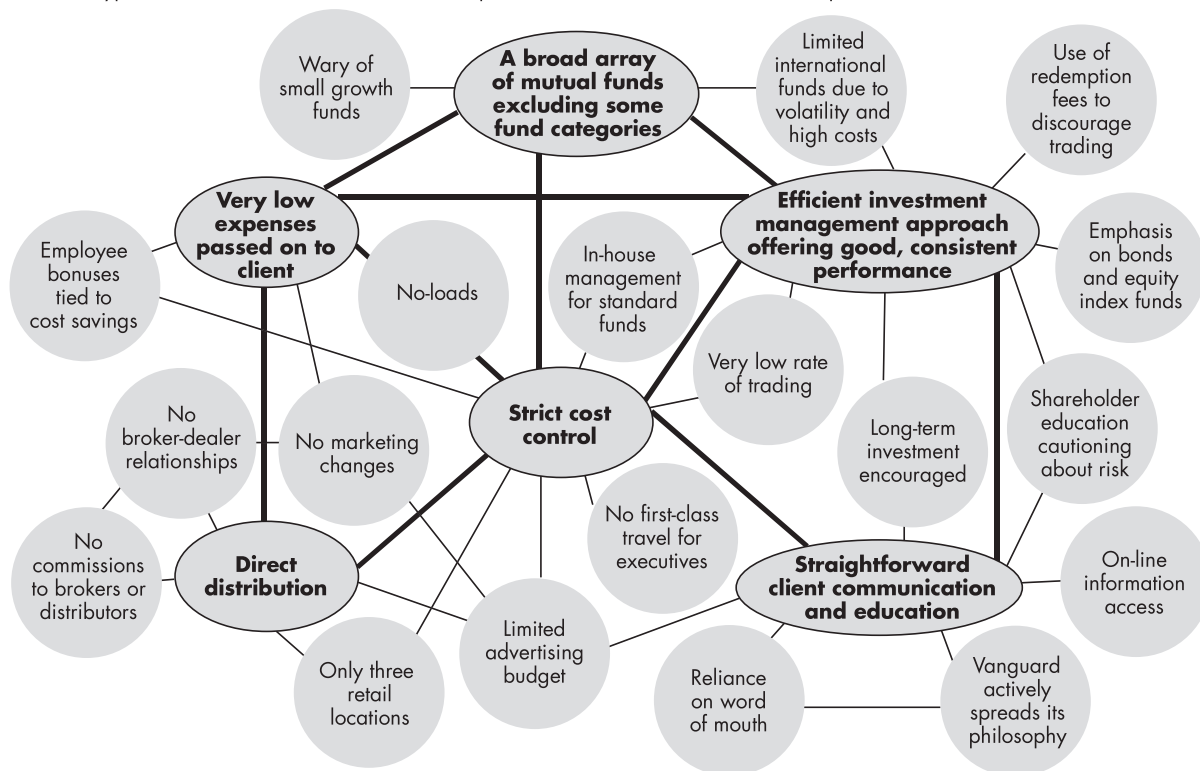 Wary of
small growth
funds
A broad array
of mutual funds
excluding some
fund categories
Limited
international
funds due to
volatility and
high costs
Use of
redemption
fees to
discourage
trading
Very low
expenses
passed on to
client
Efficient investment
management approach
offering good, consistent
performance
Employee
bonuses
tied to
cost savings
No-loads
In-house
management
for standard
funds
Emphasis
on bonds
and equity
index funds
Very low rate
of trading
Strict cost
control
No
broker-dealer
relationships
No marketing
changes
Long-term
investment
encouraged
Shareholder
education
cautioning
about risk
No
commissions
to brokers or
distributors
Direct
distribution
No first-class
travel for
executives
Straightforward
client communication
and education
On-line
information
access
Only three
retail
locations
Limited
advertising
budget
Reliance
on word
of mouth
Vanguard
actively
spreads its
philosophy